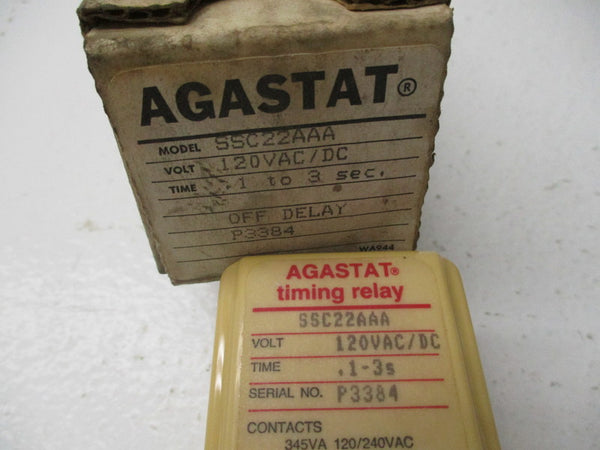 AGASTAT®
MODEL SSC22AAA
VOLT 120VAC/DC
TIME .1 to 3 sec.
OFF DELAY
P3384
WA944
AGASTAT®
timing relay
SSC22AAA
VOLT 120VAC/DC
TIME .1-3s
SERIAL NO. P3384
CONTACTS
345VA 120/240VAC